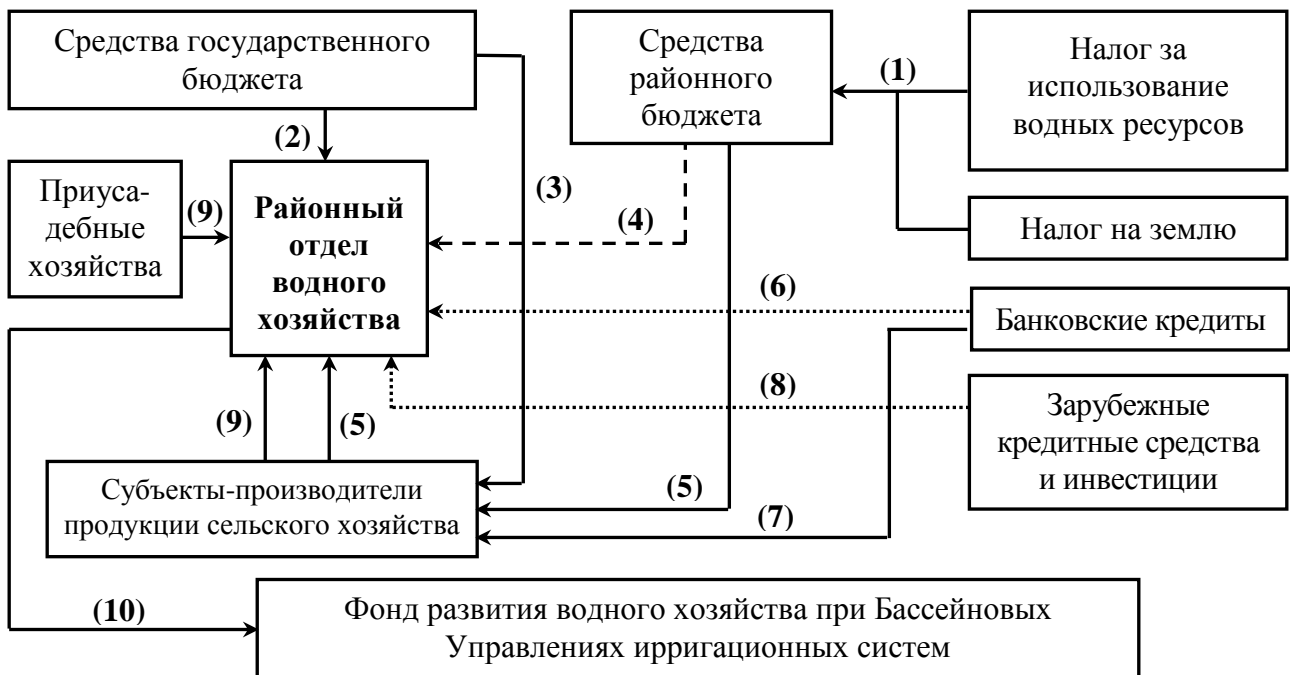 Средства государственного
бюджета
Средства
районного
бюджета
(1)
Налог за
использование
водных ресурсов
(2)
(3)
Приуса-
дебные
хозяйства
(9)
Районный
отдел
водного
хозяйства
(4)
Налог на землю
(6)
Банковские кредиты
(8)
Зарубежные
кредитные средства
и инвестиции
(9)
(5)
Субъекты-производители
продукции сельского хозяйства
(5)
(7)
(10)
Фонд развития водного хозяйства при Бассейновых
Управлениях ирригационных систем